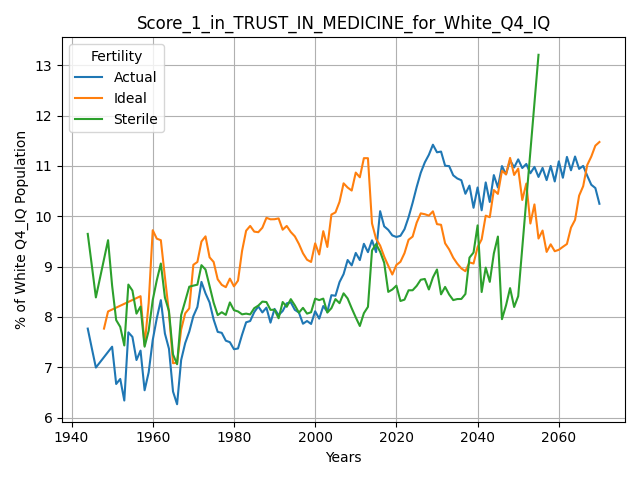 Score_1_in_TRUST_IN_MEDICINE_for_White_Q4_IQ
Fertility
Actual
Ideal
Sterile
% of White Q4_IQ Population
13
12
11
10
9
8
7
6
1940
1960
1980
2000
2020
2040
2060
Years